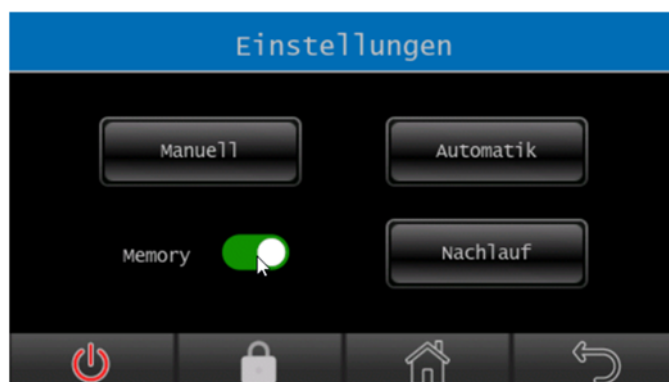 Einstellungen
Manuell
Automatik
Memory
Nachlauf